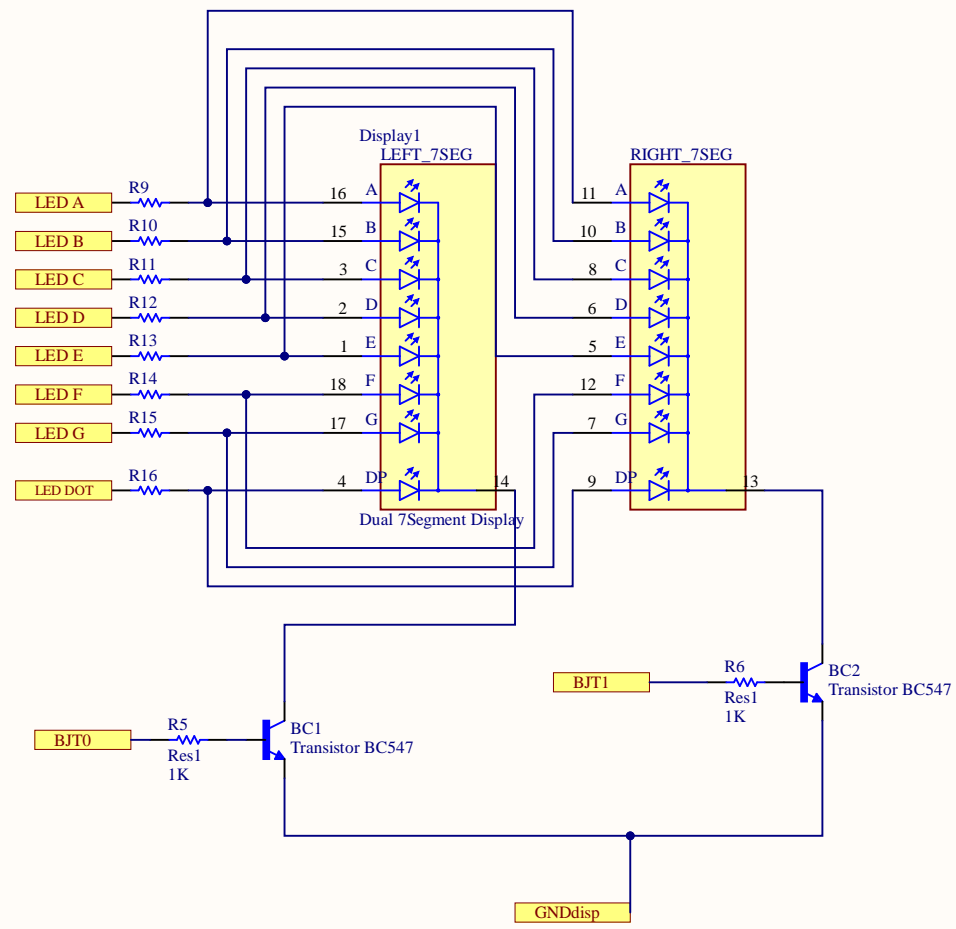 Display1
LEFT_7SEG
RIGHT_7SEG
LED A R9 16 A 11 A
LED B R10 15 B 10 B
LED C R11 3 C 8 C
LED D R12 2 D 6 D
LED E R13 1 E 5 E
LED F R14 18 F 12 F
LED G R15 17 G 7 G
LED DOT R16 4 DP 14 9 DP 13
Dual 7Segment Display
BJT1
R6
Res1
1K
BC2
Transistor BC547
BJT0
R5
Res1
1K
BC1
Transistor BC547
GNDdisp